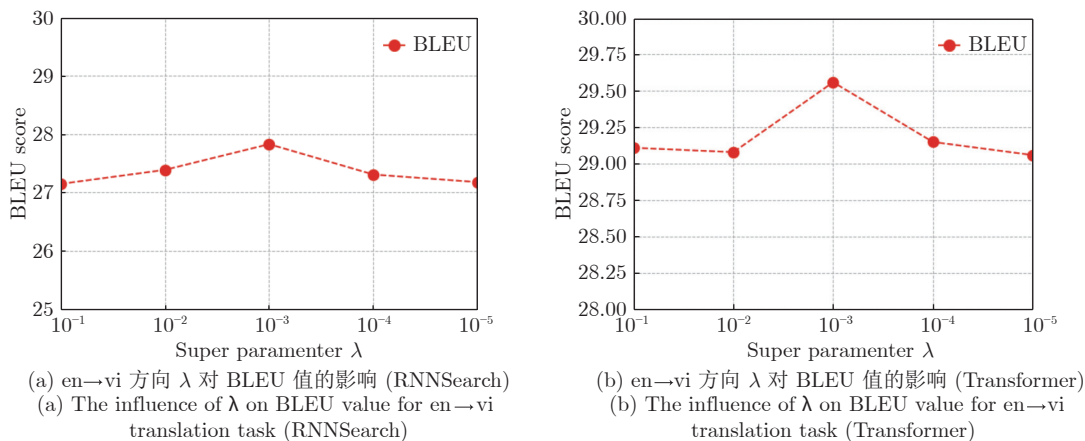 30
29
28
27
26
25
BLEU score
BLEU
10⁻¹ 10⁻² 10⁻³ 10⁻⁴ 10⁻⁵
Super paramenter λ
(a) en→vi 方向 λ 对 BLEU 值的影响 (RNNSearch)
(a) The influence of λ on BLEU value for en→vi
translation task (RNNSearch)
30.00
29.75
29.50
29.25
29.00
28.75
28.50
28.25
28.00
BLEU score
BLEU
10⁻¹ 10⁻² 10⁻³ 10⁻⁴ 10⁻⁵
Super paramenter λ
(b) en→vi 方向 λ 对 BLEU 值的影响 (Transformer)
(b) The influence of λ on BLEU value for en→vi
translation task (Transformer)